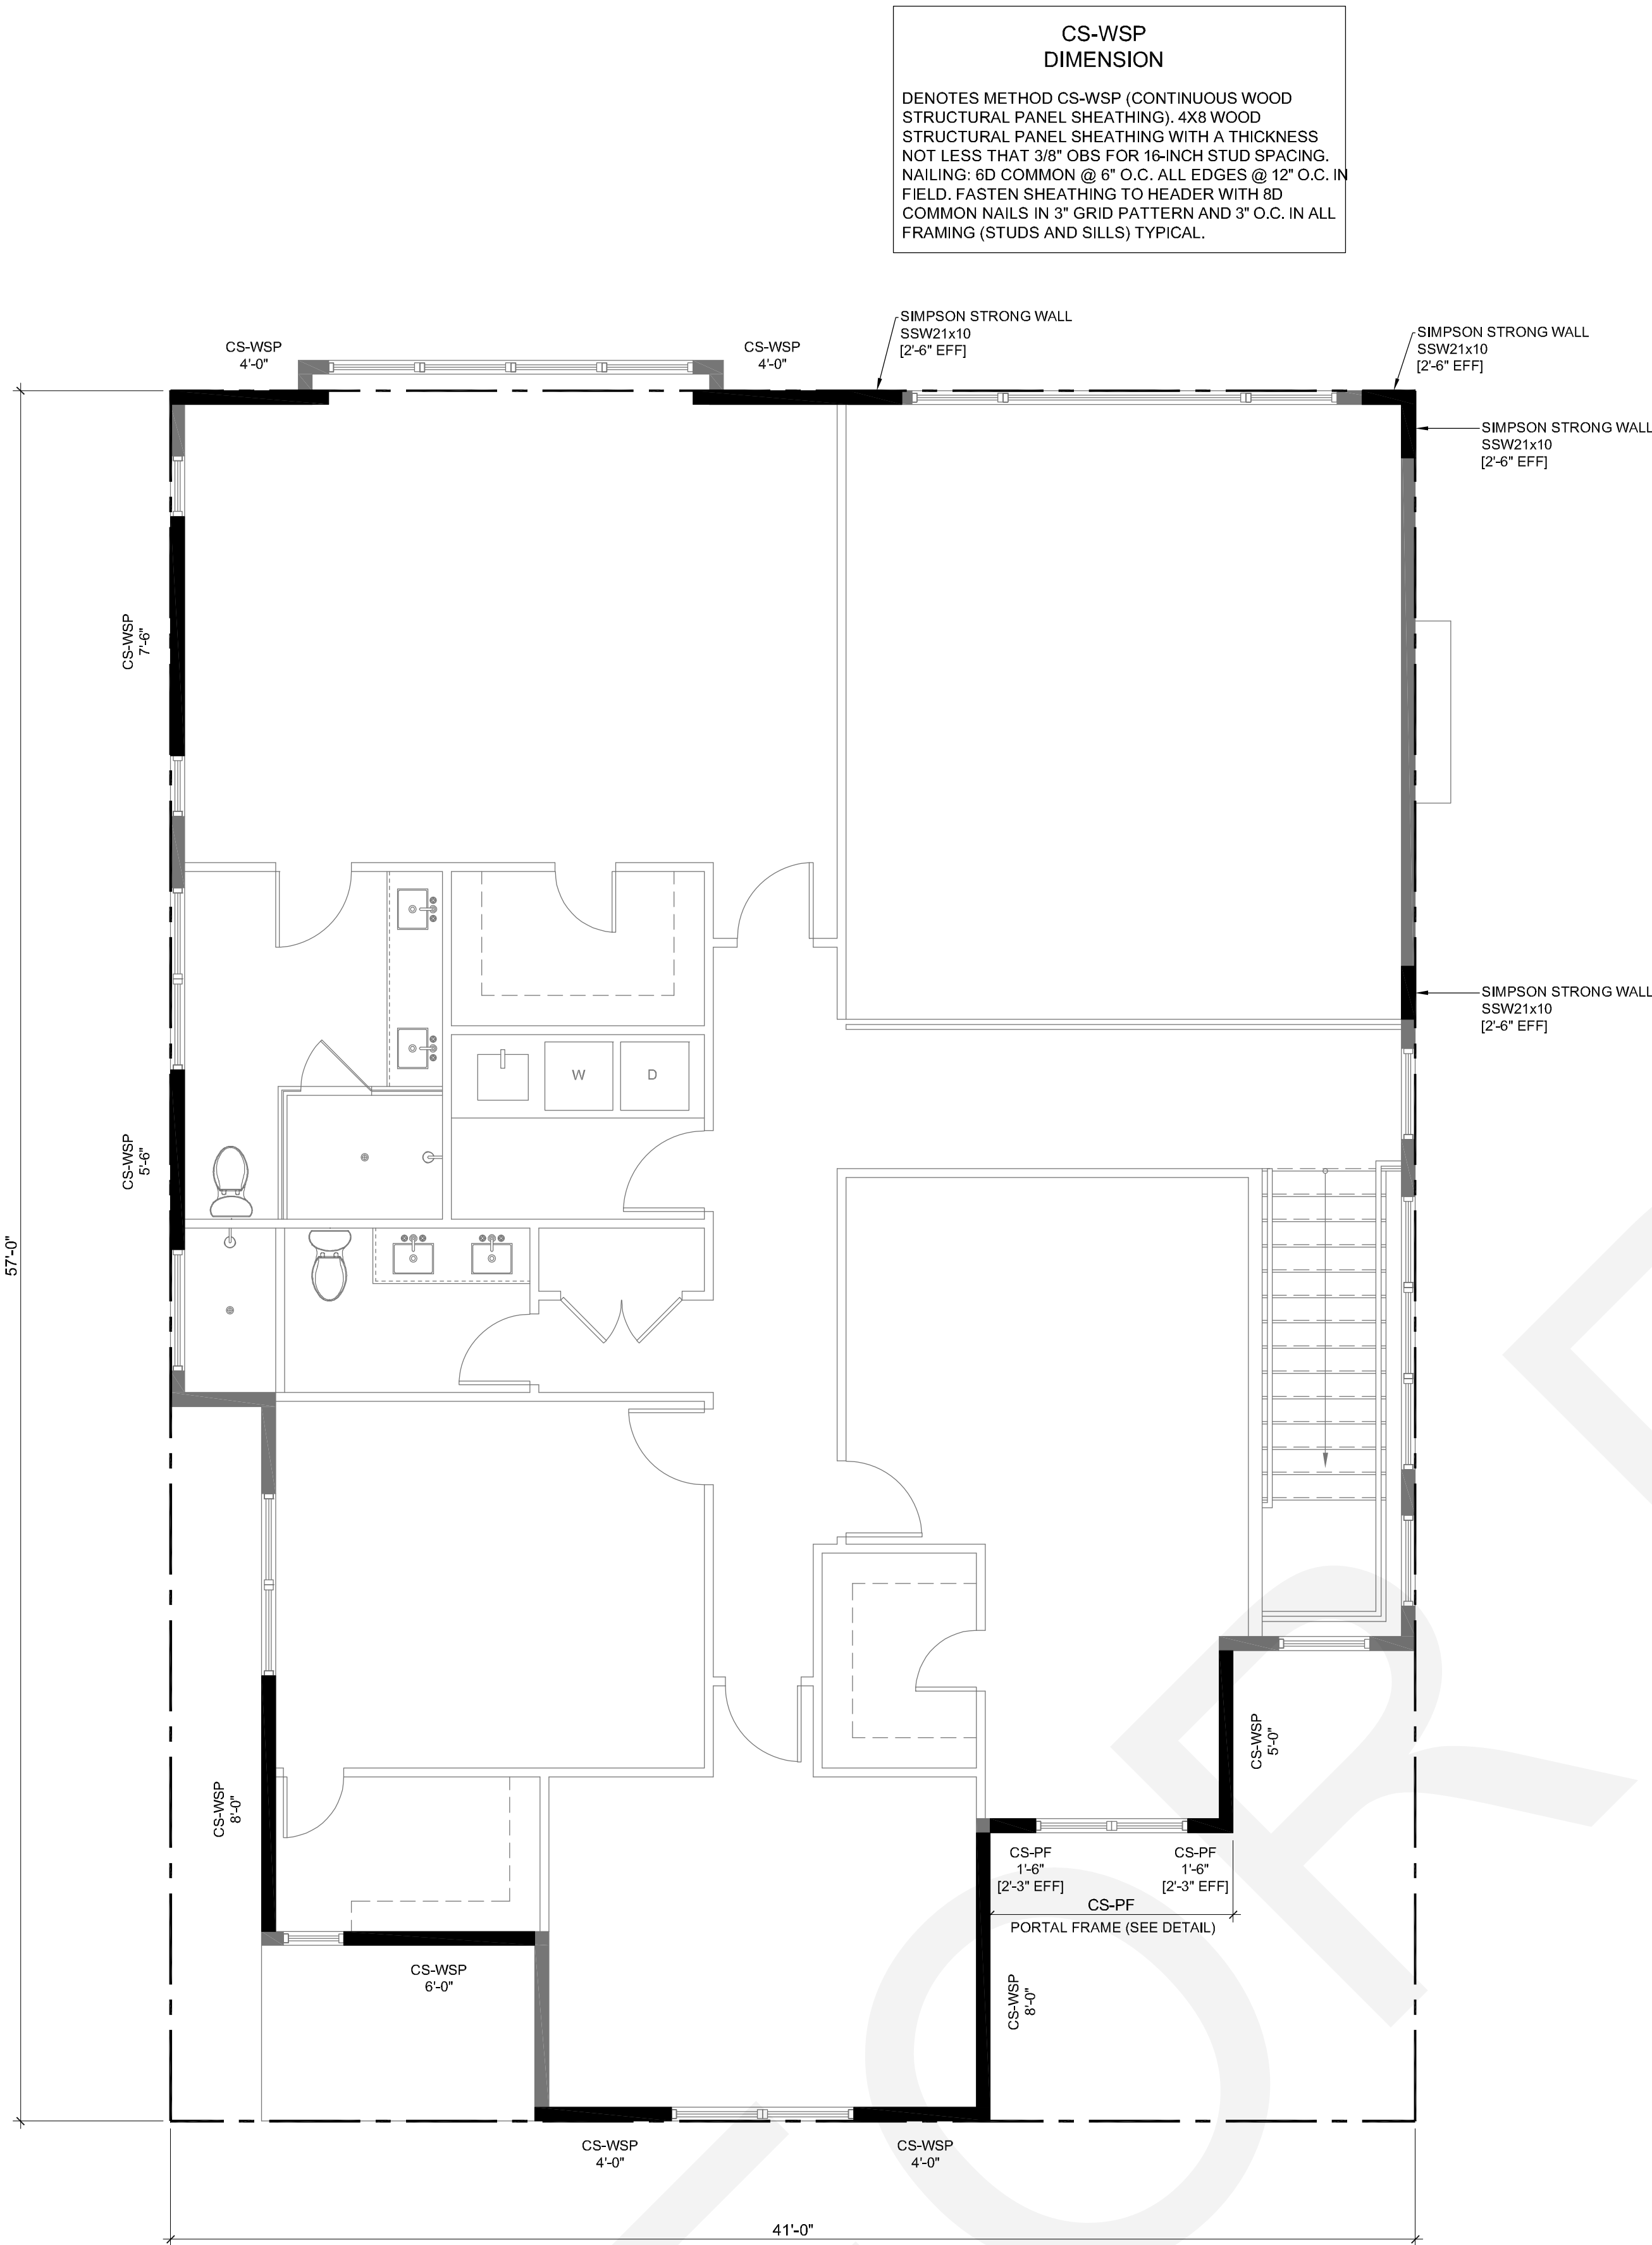 CS-WSP
DIMENSION
DENOTES METHOD CS-WSP (CONTINUOUS WOOD
STRUCTURAL PANEL SHEATHING). 4X8 WOOD
STRUCTURAL PANEL SHEATHING WITH A THICKNESS
NOT LESS THAT 3/8" OBS FOR 16-INCH STUD SPACING.
NAILING: 6D COMMON @ 6" O.C. ALL EDGES @ 12" O.C. IN
FIELD. FASTEN SHEATHING TO HEADER WITH 8D
COMMON NAILS IN 3" GRID PATTERN AND 3" O.C. IN ALL
FRAMING (STUDS AND SILLS) TYPICAL.
CS-WSP
4'-0"
CS-WSP
4'-0"
SIMPSON STRONG WALL
SSW21x10
[2'-6" EFF]
SIMPSON STRONG WALL
SSW21x10
[2'-6" EFF]
SIMPSON STRONG WALL
SSW21x10
[2'-6" EFF]
CS-WSP
7'-6"
SIMPSON STRONG WALL
SSW21x10
[2'-6" EFF]
W
D
CS-WSP
5'-6"
57'-0"
CS-WSP
5'-0"
CS-WSP
8'-0"
CS-PF
1'-6"
[2'-3" EFF]
CS-PF
1'-6"
[2'-3" EFF]
CS-PF
PORTAL FRAME (SEE DETAIL)
CS-WSP
6'-0"
CS-WSP
8'-0"
CS-WSP
4'-0"
CS-WSP
4'-0"
41'-0"